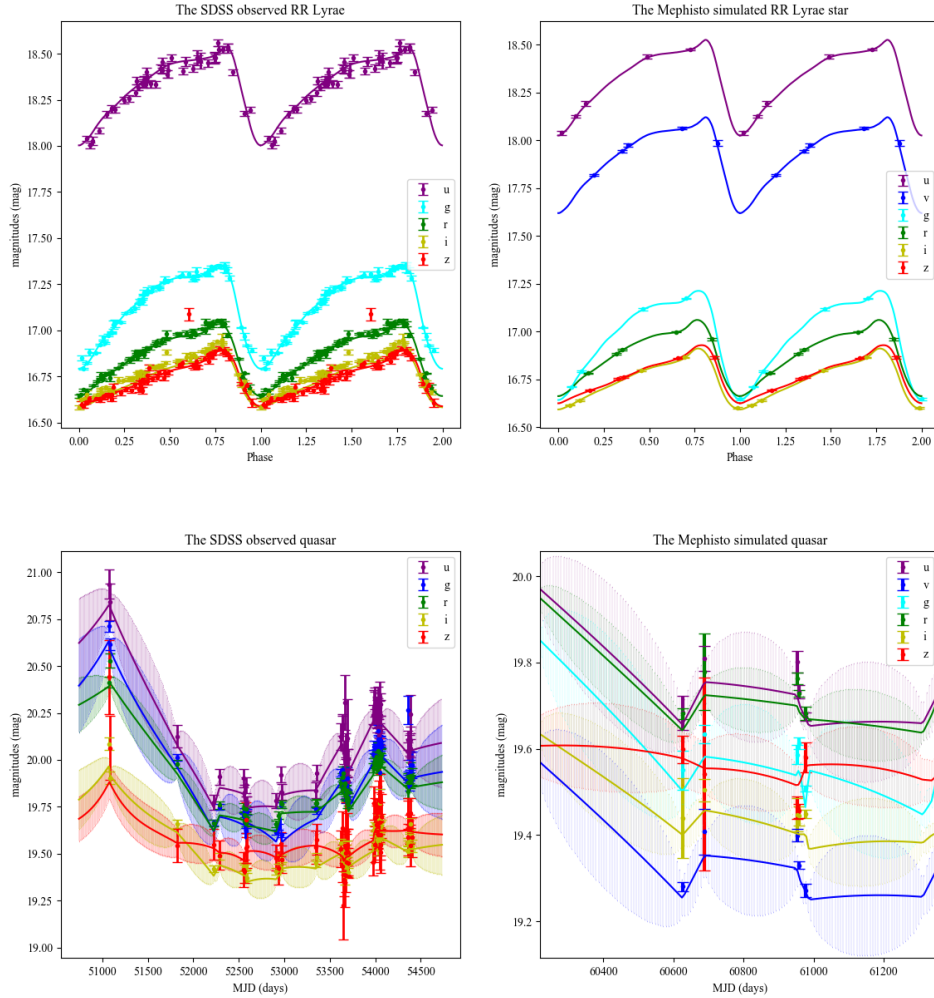 The SDSS observed RR Lyrae
18.50
18.25
18.00
17.75
17.50
17.25
17.00
16.75
16.50
magnitudes (mag)
u
g
r
i
z
0.00 0.25 0.50 0.75 1.00 1.25 1.50 1.75 2.00
Phase
The Mephisto simulated RR Lyrae star
18.50
18.25
18.00
17.75
17.50
17.25
17.00
16.75
16.50
magnitudes (mag)
u
v
g
r
i
z
0.00 0.25 0.50 0.75 1.00 1.25 1.50 1.75 2.00
Phase
The SDSS observed quasar
21.00
20.75
20.50
20.25
20.00
19.75
19.50
19.25
19.00
magnitudes (mag)
u
g
r
i
z
51000 51500 52000 52500 53000 53500 54000 54500
MJD (days)
The Mephisto simulated quasar
20.0
19.8
19.6
19.4
19.2
magnitudes (mag)
u
v
g
r
i
z
60400 60600 60800 61000 61200
MJD (days)